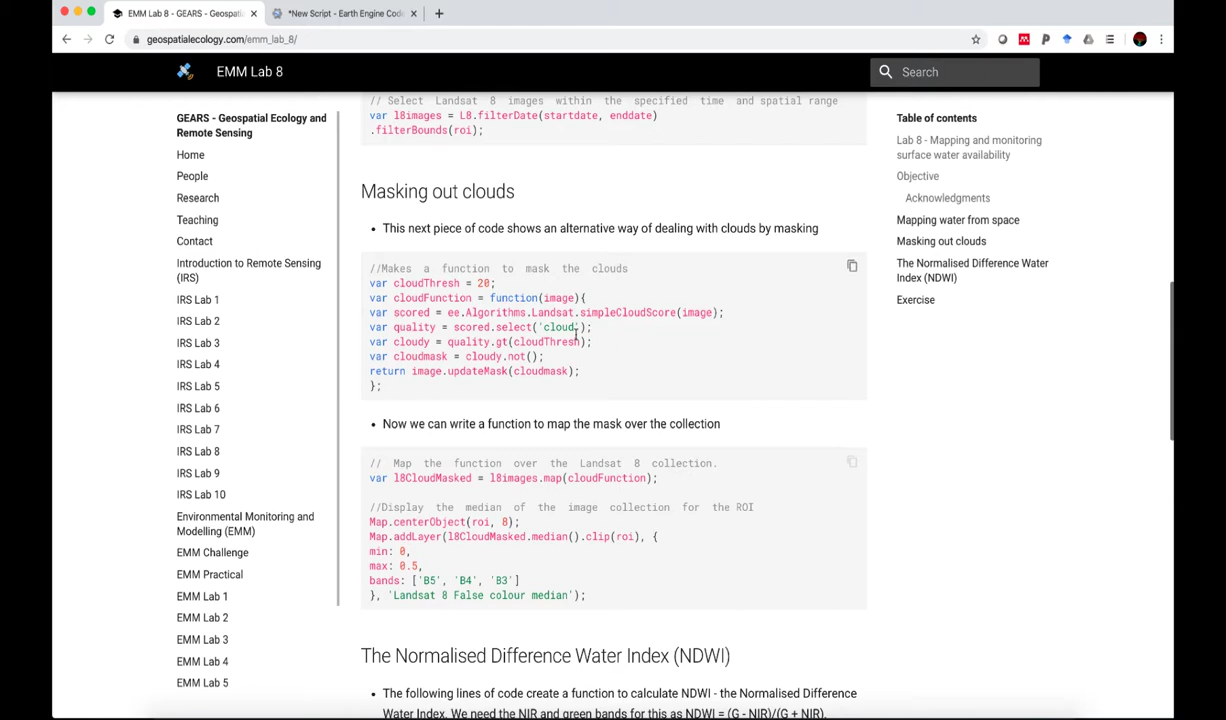 EMM Lab 8 - GEARS - Geospati
*New Script - Earth Engine Cod
geospatialecology.com/emm_lab_8/
EMM Lab 8
Search
GEARS - Geospatial Ecology and
Remote Sensing
Home
People
Research
Teaching
Contact
Introduction to Remote Sensing
(IRS)
IRS Lab 1
IRS Lab 2
IRS Lab 3
IRS Lab 4
IRS Lab 5
IRS Lab 6
IRS Lab 7
IRS Lab 8
IRS Lab 9
IRS Lab 10
Environmental Monitoring and
Modelling (EMM)
EMM Challenge
EMM Practical
EMM Lab 1
EMM Lab 2
EMM Lab 3
EMM Lab 4
EMM Lab 5
// Select Landsat 8 images within the specified time and spatial range
var l8images = L8.filterDate(startdate, enddate)
.filterBounds(roi);
Masking out clouds
• This next piece of code shows an alternative way of dealing with clouds by masking
//Makes a function to mask the clouds
var cloudThresh = 20;
var cloudFunction = function(image){
var scored = ee.Algorithms.Landsat.simpleCloudScore(image);
var quality = scored.select('cloud');
var cloudy = quality.gt(cloudThresh);
var cloudmask = cloudy.not();
return image.updateMask(cloudmask);
};
• Now we can write a function to map the mask over the collection
// Map the function over the Landsat 8 collection.
var l8CloudMasked = l8images.map(cloudFunction);
//Display the median of the image collection for the ROI
Map.centerObject(roi, 8);
Map.addLayer(l8CloudMasked.median().clip(roi), {
min: 0,
max: 0.5,
bands: ['B5', 'B4', 'B3']
}, 'Landsat 8 False colour median');
The Normalised Difference Water Index (NDWI)
• The following lines of code create a function to calculate NDWI - the Normalised Difference
Water Index. We need the NIR and green bands for this as NDWI = (G - NIR)/(G + NIR).
Table of contents
Lab 8 - Mapping and monitoring
surface water availability
Objective
Acknowledgments
Mapping water from space
Masking out clouds
The Normalised Difference Water
Index (NDWI)
Exercise